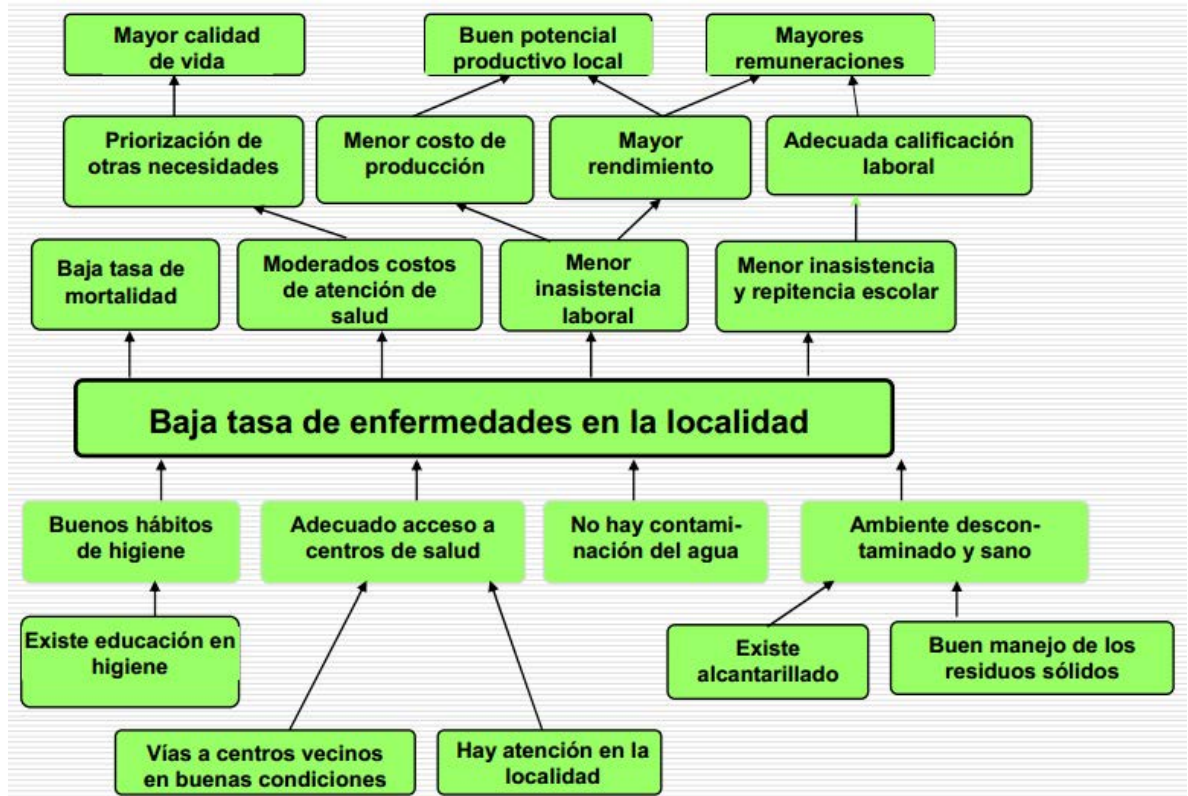 Mayor calidad
de vida
Buen potencial
productivo local
Mayores
remuneraciones
Priorización de
otras necesidades
Menor costo de
producción
Mayor
rendimiento
Adecuada calificación
laboral
Baja tasa de
mortalidad
Moderados costos
de atención de
salud
Menor
inasistencia
laboral
Menor inasistencia
y repitencia escolar
Baja tasa de enfermedades en la localidad
Buenos hábitos
de higiene
Adecuado acceso a
centros de salud
No hay contami-
nación del agua
Ambiente descon-
taminado y sano
Existe educación en
higiene
Existe
alcantarillado
Buen manejo de los
residuos sólidos
Vías a centros vecinos
en buenas condiciones
Hay atención en la
localidad